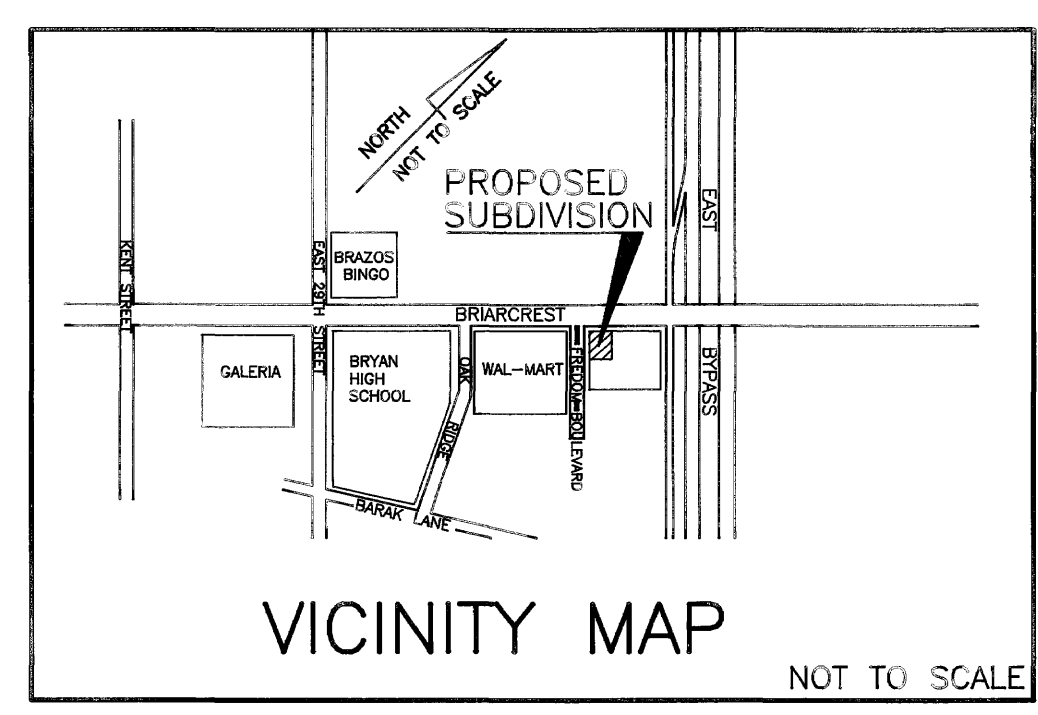 NORTH
NOT TO SCALE
PROPOSED
SUBDIVISION
EAST
BYPASS
KENT STREET
EAST 29TH STREET
BRAZOS
BINGO
BRIARCREST
GALERIA
BRYAN
HIGH
SCHOOL
OAK
RIDGE
WAL-MART
FREDOM BOULEVARD
BARAK LANE
VICINITY MAP
NOT TO SCALE